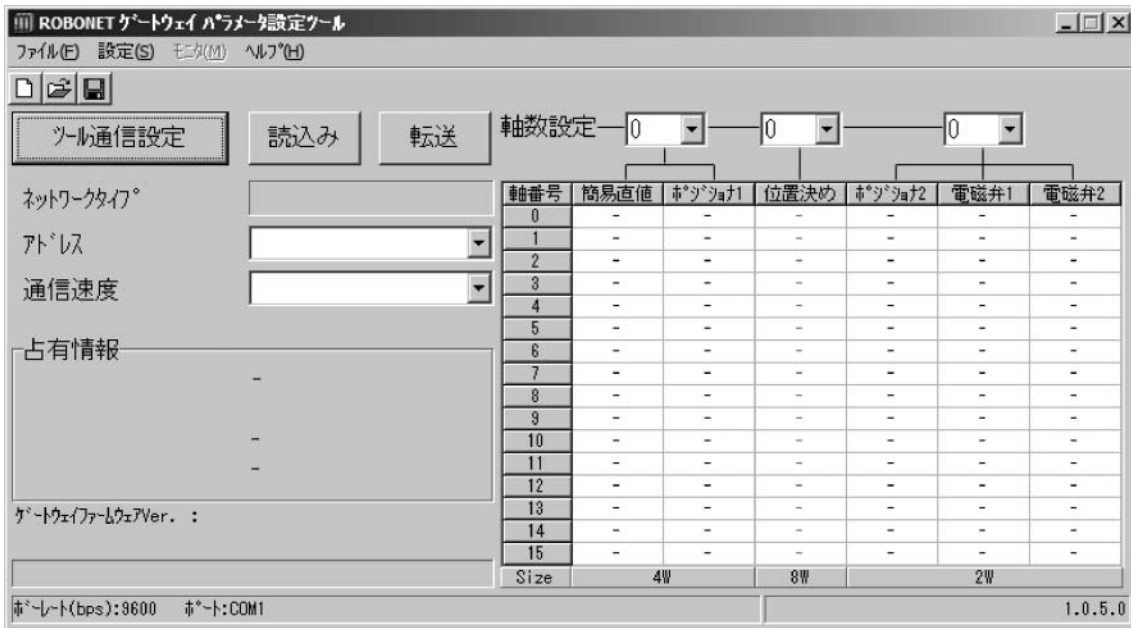 ROBONET ｹﾞｰﾄｳｪｲ ﾊﾟﾗﾒｰﾀ設定ﾂｰﾙ
ﾌｧｲﾙ(F) 設定(S) ﾓﾆﾀ(M) ﾍﾙﾌﾟ(H)
ﾂｰﾙ通信設定 読込み 転送
軸数設定 0 0 0
ﾈｯﾄﾜｰｸﾀｲﾌﾟ
ｱﾄﾞﾚｽ
通信速度
占有情報
-
-
-
ｹﾞｰﾄｳｪｲﾌｧｰﾑｳｪｱVer. :
軸番号 簡易直値 ﾎﾟｼﾞｼｮﾅ1 位置決め ﾎﾟｼﾞｼｮﾅ2 電磁弁1 電磁弁2
0 - - - - - -
1 - - - - - -
2 - - - - - -
3 - - - - - -
4 - - - - - -
5 - - - - - -
6 - - - - - -
7 - - - - - -
8 - - - - - -
9 - - - - - -
10 - - - - - -
11 - - - - - -
12 - - - - - -
13 - - - - - -
14 - - - - - -
15 - - - - - -
Size 4W 8W 2W
ﾎﾞｰﾚｰﾄ(bps):9600 ﾎﾟｰﾄ:COM1 1.0.5.0